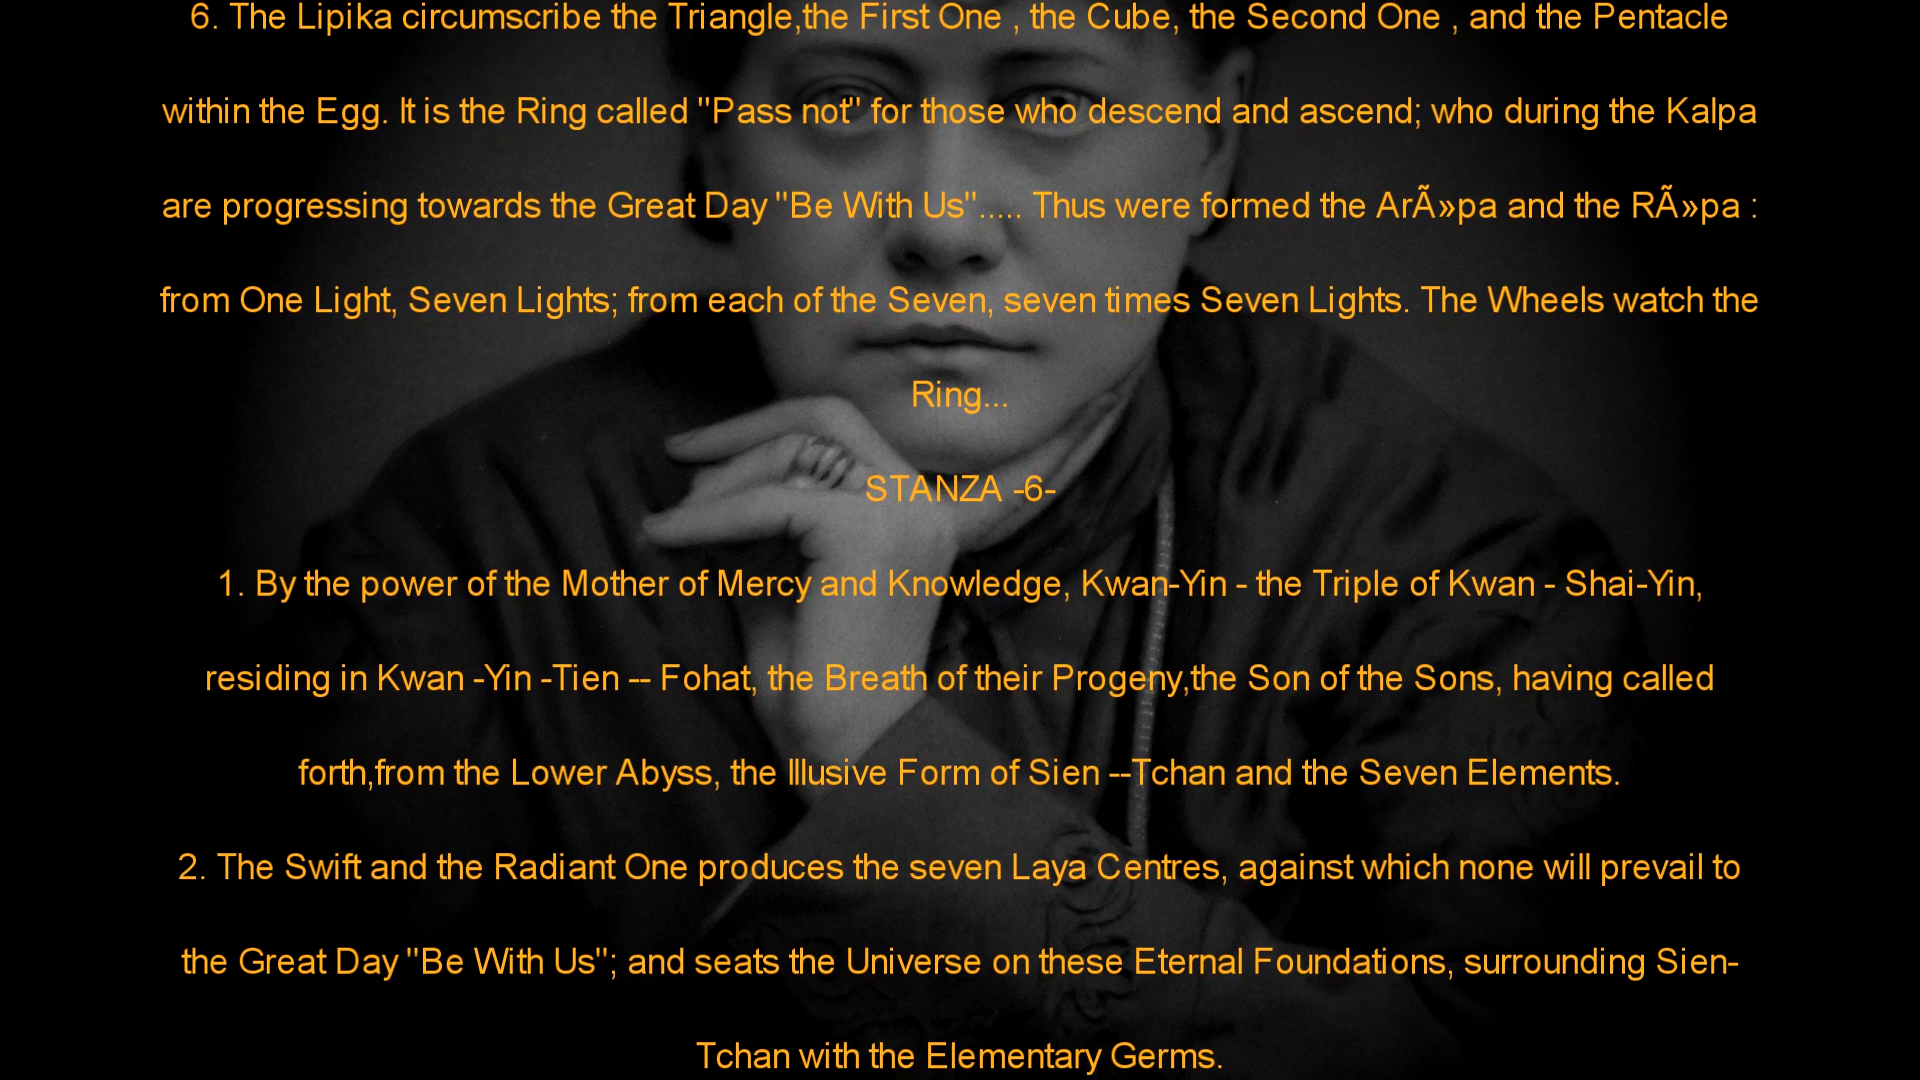 6. The Lipika circumscribe the Triangle,the First One , the Cube, the Second One , and the Pentacle
within the Egg. It is the Ring called "Pass not" for those who descend and ascend; who during the Kalpa
are progressing towards the Great Day "Be With Us"..... Thus were formed the ArÃ»pa and the RÃ»pa :
from One Light, Seven Lights; from each of the Seven, seven times Seven Lights. The Wheels watch the
Ring...
STANZA -6-
1. By the power of the Mother of Mercy and Knowledge, Kwan-Yin - the Triple of Kwan - Shai-Yin,
residing in Kwan -Yin -Tien -- Fohat, the Breath of their Progeny,the Son of the Sons, having called
forth,from the Lower Abyss, the Illusive Form of Sien --Tchan and the Seven Elements.
2. The Swift and the Radiant One produces the seven Laya Centres, against which none will prevail to
the Great Day "Be With Us"; and seats the Universe on these Eternal Foundations, surrounding Sien-
Tchan with the Elementary Germs.